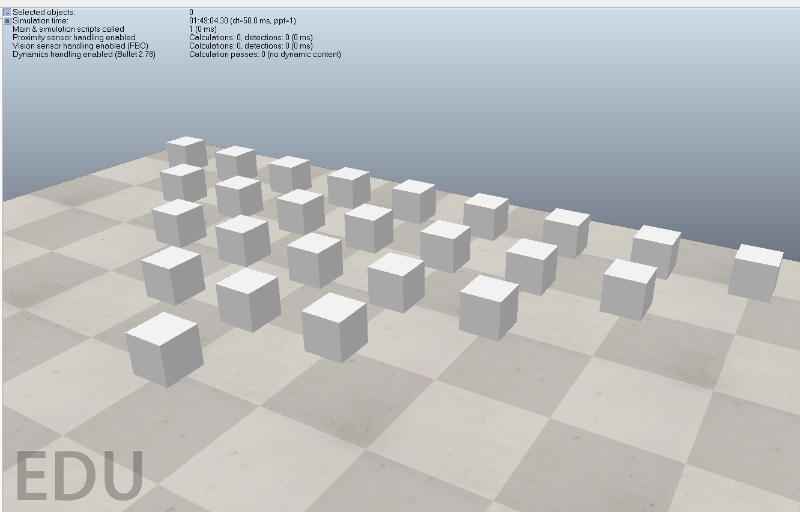 Selected objects: 0
Simulation time: 01:49:04.30 (dt=50.0 ms, ppf=1)
Main & simulation scripts called 1 (0 ms)
Proximity sensor handling enabled Calculations: 0, detections: 0 (0 ms)
Vision sensor handling enabled (FBO) Calculations: 0, detections: 0 (0 ms)
Dynamics handling enabled (Bullet 2.78) Calculation passes: 0 (no dynamic content)
EDU